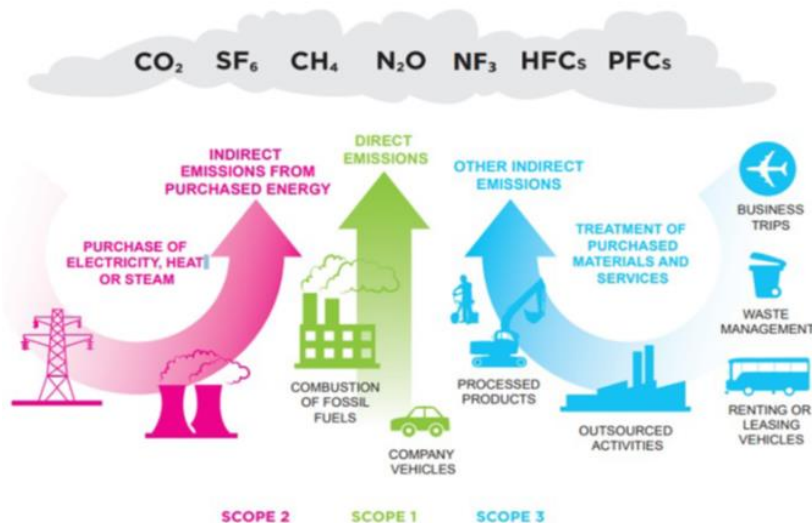 CO₂ SF₆ CH₄ N₂O NF₃ HFCs PFCs
INDIRECT
EMISSIONS FROM
PURCHASED ENERGY
DIRECT
EMISSIONS
OTHER INDIRECT
EMISSIONS
PURCHASE OF
ELECTRICITY, HEAT
OR STEAM
TREATMENT OF
PURCHASED
MATERIALS AND
SERVICES
BUSINESS
TRIPS
WASTE
MANAGEMENT
COMBUSTION
OF FOSSIL
FUELS
PROCESSED
PRODUCTS
RENTING OR
LEASING
VEHICLES
OUTSOURCED
ACTIVITIES
COMPANY
VEHICLES
SCOPE 2 SCOPE 1 SCOPE 3